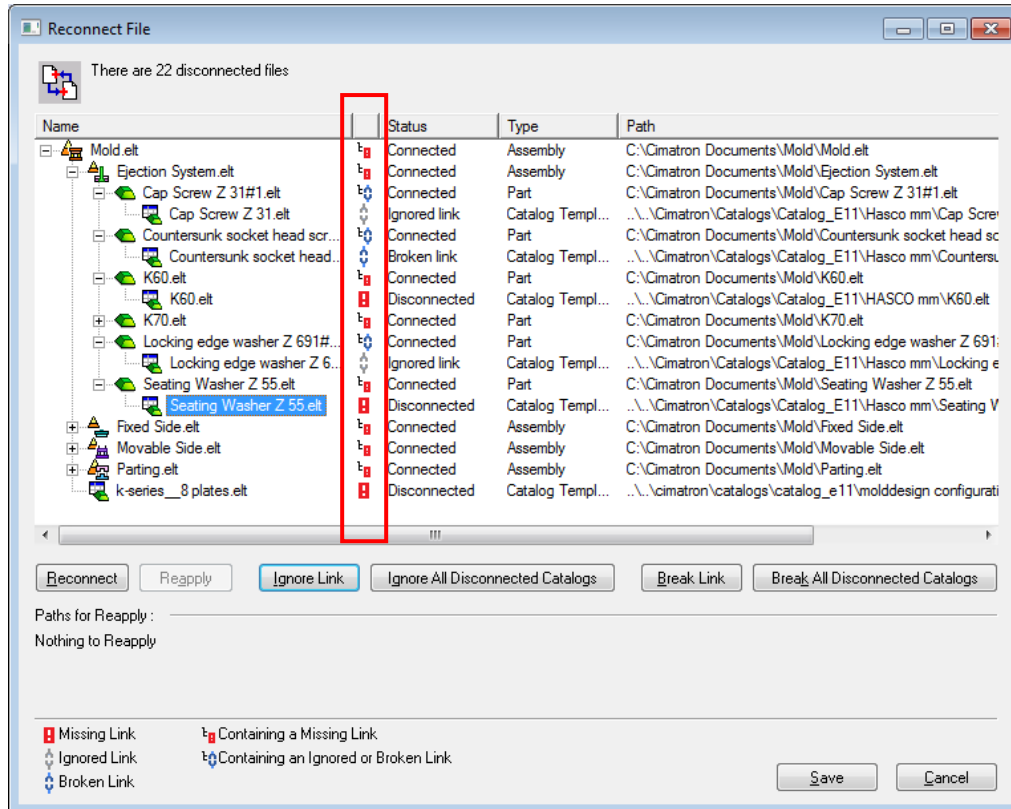 Reconnect File
There are 22 disconnected files
Name Status Type Path
Mold.elt Connected Assembly C:\Cimatron Documents\Mold\Mold.elt
Ejection System.elt Connected Assembly C:\Cimatron Documents\Mold\Ejection System.elt
Cap Screw Z 31#1.elt Connected Part C:\Cimatron Documents\Mold\Cap Screw Z 31#1.elt
Cap Screw Z 31.elt Ignored link Catalog Templ... ..\..\Cimatron\Catalogs\Catalog_E11\Hasco mm\Cap Screw
Countersunk socket head scr... Connected Part C:\Cimatron Documents\Mold\Countersunk socket head sc
Countersunk socket head... Broken link Catalog Templ... ..\..\Cimatron\Catalogs\Catalog_E11\Hasco mm\Countersu
K60.elt Connected Part C:\Cimatron Documents\Mold\K60.elt
K60.elt Disconnected Catalog Templ... ..\..\Cimatron\Catalogs\Catalog_E11\HASCO mm\K60.elt
K70.elt Connected Part C:\Cimatron Documents\Mold\K70.elt
Locking edge washer Z 691#... Connected Part C:\Cimatron Documents\Mold\Locking edge washer Z 691#
Locking edge washer Z 6... Ignored link Catalog Templ... ..\..\Cimatron\Catalogs\Catalog_E11\Hasco mm\Locking e
Seating Washer Z 55.elt Connected Part C:\Cimatron Documents\Mold\Seating Washer Z 55.elt
Seating Washer Z 55.elt Disconnected Catalog Templ... ..\..\Cimatron\Catalogs\Catalog_E11\Hasco mm\Seating W
Fixed Side.elt Connected Assembly C:\Cimatron Documents\Mold\Fixed Side.elt
Movable Side.elt Connected Assembly C:\Cimatron Documents\Mold\Movable Side.elt
Parting.elt Connected Assembly C:\Cimatron Documents\Mold\Parting.elt
k-series__8 plates.elt Disconnected Catalog Templ... ..\..\cimatron\catalogs\catalog_e11\molddesign configurati
Reconnect Reapply Ignore Link Ignore All Disconnected Catalogs Break Link Break All Disconnected Catalogs
Paths for Reapply :
Nothing to Reapply
Missing Link Containing a Missing Link
Ignored Link Containing an Ignored or Broken Link
Broken Link
Save Cancel